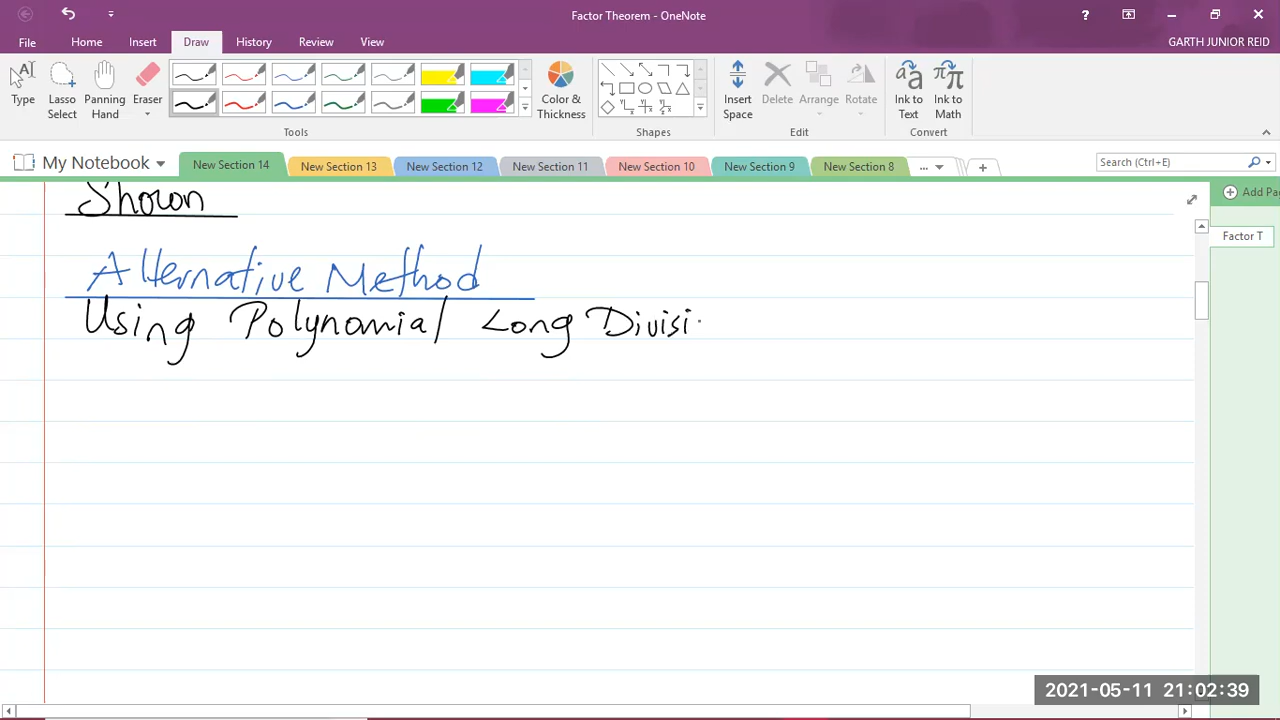 Factor Theorem - OneNote
?
File Home Insert Draw History Review View GARTH JUNIOR REID
Type
Lasso Select
Panning Hand
Eraser
Color & Thickness
Insert Space
Delete
Arrange
Rotate
Ink to Text
Ink to Math
Tools Shapes Edit Convert
My Notebook New Section 14 New Section 13 New Section 12 New Section 11 New Section 10 New Section 9 New Section 8 ... + Search (Ctrl+E)
Add Pa
Factor T
Shown
Alternative Method
Using Polynomial Long Divisi
2021-05-11 21:02:39